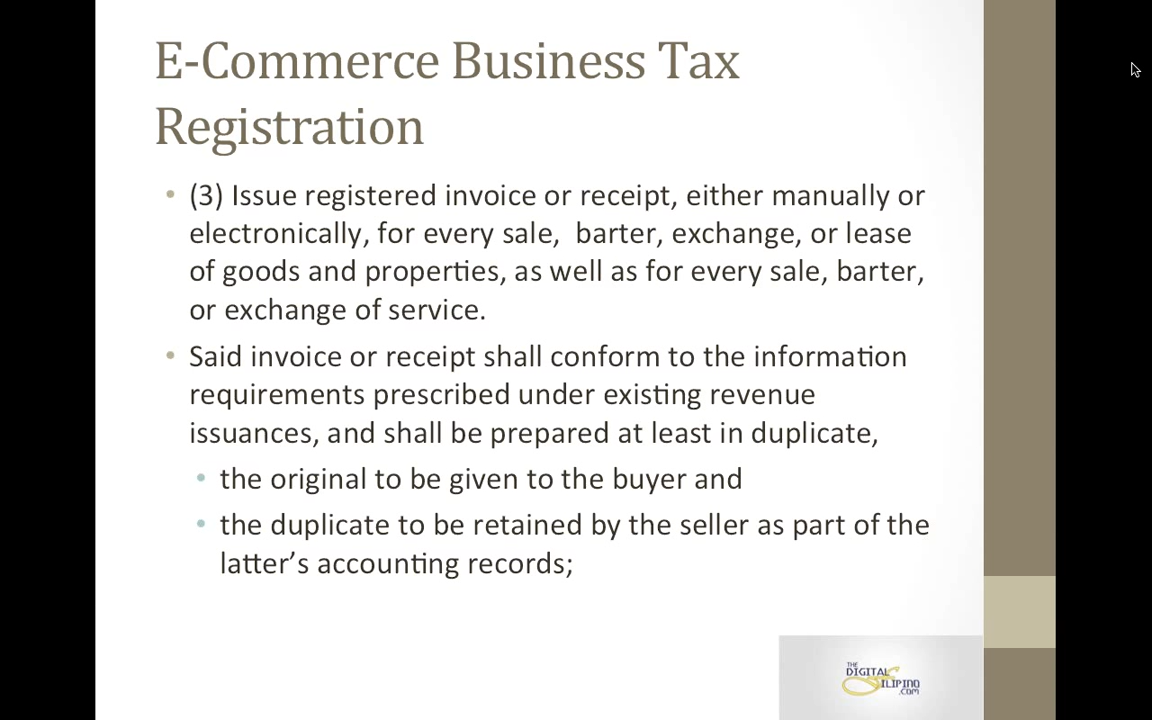 E-Commerce Business Tax
Registration
• (3) Issue registered invoice or receipt, either manually or
electronically, for every sale,  barter, exchange, or lease
of goods and properties, as well as for every sale, barter,
or exchange of service.
• Said invoice or receipt shall conform to the information
requirements prescribed under existing revenue
issuances, and shall be prepared at least in duplicate,
• the original to be given to the buyer and
• the duplicate to be retained by the seller as part of the
latter’s accounting records;
THE
DIGITAL
FILIPINO
.COM